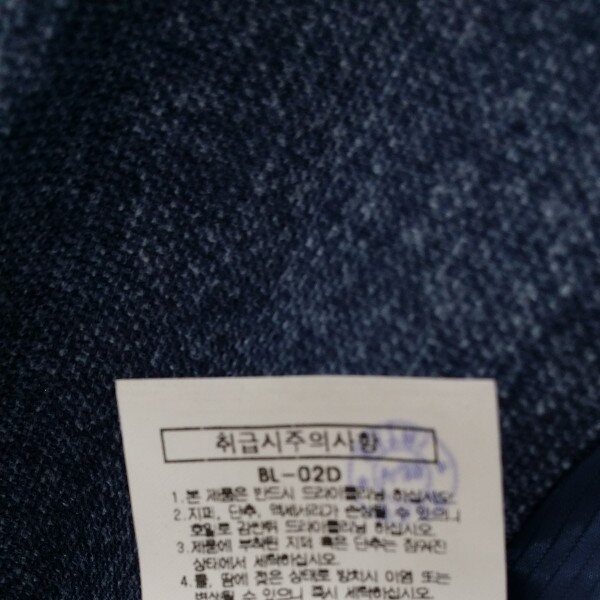 취급시주의사항
BL-02D
1. 본 제품은 반드시 드라이클리닝 하십시오.
2. 지퍼, 단추, 액세서리가 손상될 수 있으니
호일로 감싼뒤 드라이클리닝 하십시오.
3. 제품에 부착된 지퍼 혹은 단추는 잠겨진
상태에서 세탁하십시오.
4. 물, 땀에 젖은 상태로 방치시 이염 또는
변색될 수 있으니 즉시 세탁하십시오.